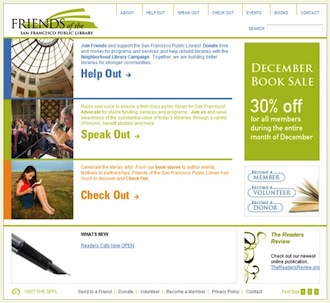 FRIENDS of the
SAN FRANCISCO PUBLIC LIBRARY
ABOUT HELP OUT SPEAK OUT CHECK OUT EVENTS BOOKS CONTACT
SEARCH
Join Friends and support the San Francisco Public Library! Donate time and
money for programs and services and help rebuild libraries with the
Neighborhood Library Campaign. Together, we are building better
libraries for stronger communities.
Help Out
Raise your voice to ensure a first-class public library for San Francisco!
Advocate for stable funding, services and programs. Join us and raise
awareness of the substantial value of today's libraries, through a variety
of forums, benefit studies and more.
Speak Out
Celebrate the literary arts! From our book stores to author events,
festivals to partnerships, Friends of the San Francisco Public Library has
much to discover and Check Out.
Check Out
DECEMBER
BOOK SALE
30% off
for all members
during the entire
month of December
BECOME A
MEMBER
BECOME A
VOLUNTEER
BECOME A
DONOR
WHAT'S NEW
Readers Cafe Now OPEN
The Readers
Review
Check out our newest
online publication,
TheReadersReview.org
VISIT THE SFPL
Send to a Friend Donate Volunteer Become a Member Privacy Policy Contact
Text Size